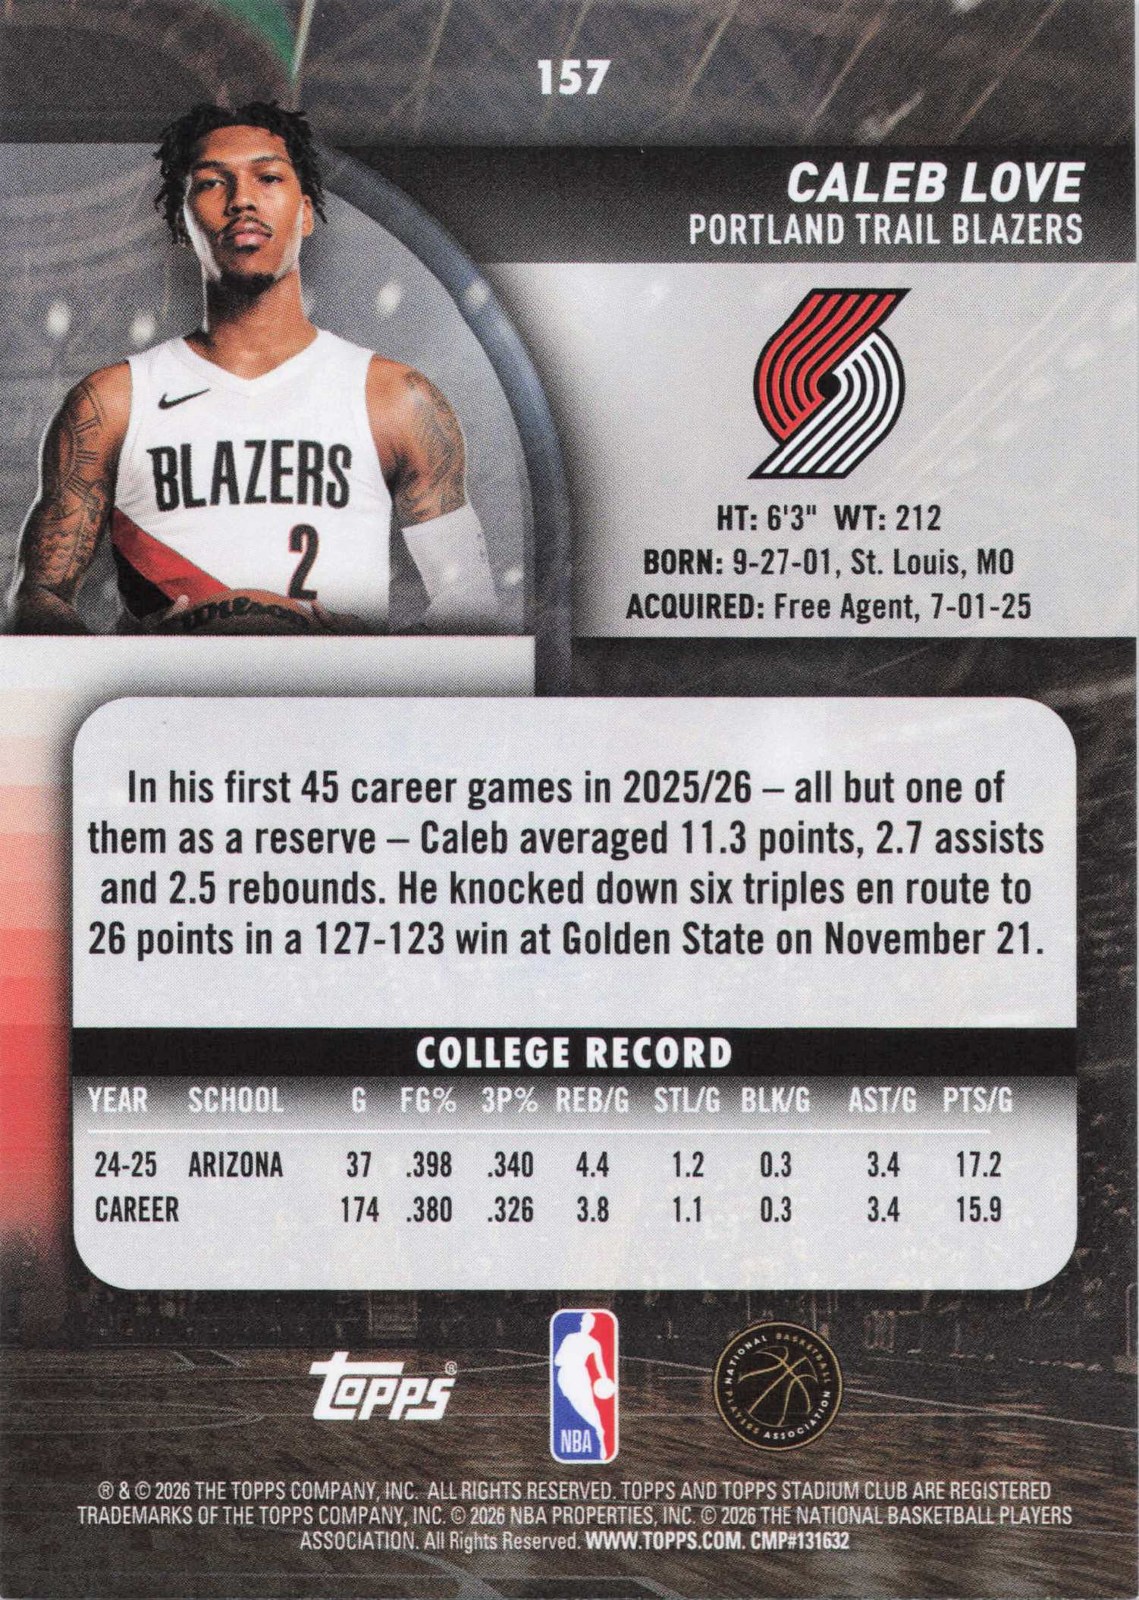 157
CALEB LOVE
PORTLAND TRAIL BLAZERS
BLAZERS
2
Wilson
HT: 6'3" WT: 212
BORN: 9-27-01, St. Louis, MO
ACQUIRED: Free Agent, 7-01-25
In his first 45 career games in 2025/26 – all but one of
them as a reserve – Caleb averaged 11.3 points, 2.7 assists
and 2.5 rebounds. He knocked down six triples en route to
26 points in a 127-123 win at Golden State on November 21.
COLLEGE RECORD
YEAR SCHOOL G FG% 3P% REB/G STL/G BLK/G AST/G PTS/G
24-25 ARIZONA 37 .398 .340 4.4 1.2 0.3 3.4 17.2
CAREER 174 .380 .326 3.8 1.1 0.3 3.4 15.9
Topps®
NBA
NATIONAL BASKETBALL PLAYERS ASSOCIATION
® & © 2026 THE TOPPS COMPANY, INC. ALL RIGHTS RESERVED. TOPPS AND TOPPS STADIUM CLUB ARE REGISTERED
TRADEMARKS OF THE TOPPS COMPANY, INC. © 2026 NBA PROPERTIES, INC. © 2026 THE NATIONAL BASKETBALL PLAYERS
ASSOCIATION. All Rights Reserved. WWW.TOPPS.COM. CMP#131632